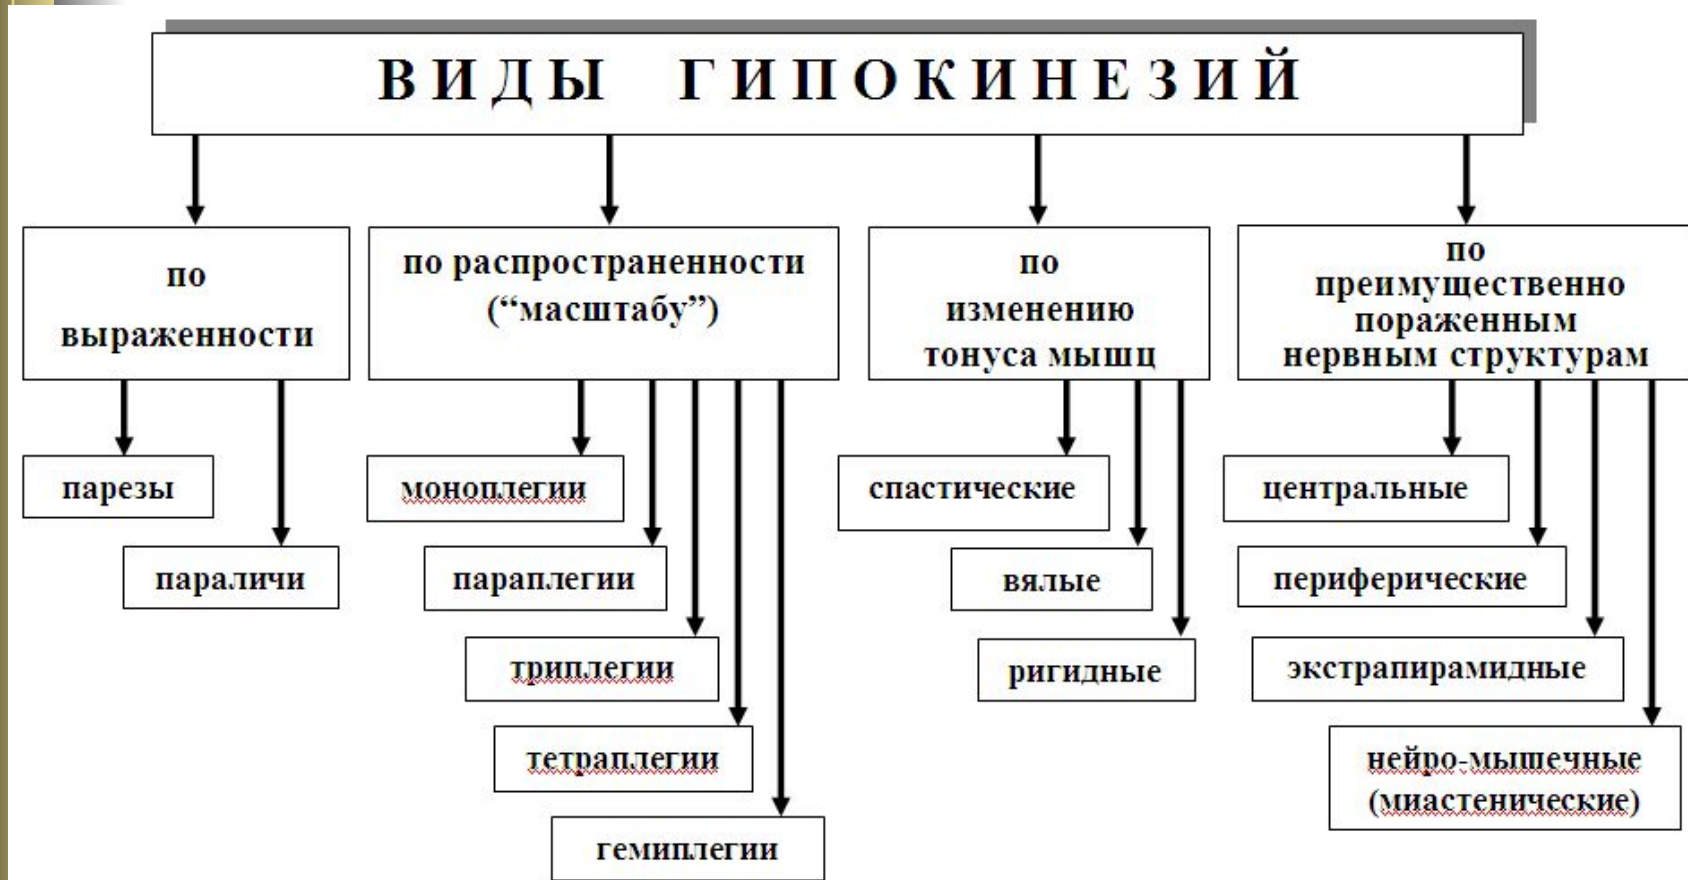 ВИДЫ ГИПОКИНЕЗИЙ
по
выраженности
по распространенности
(“масштабу”)
по
изменению
тонуса мышц
по
преимущественно
пораженным
нервным структурам
парезы
параличи
моноплегии
параплегии
триплегии
тетраплегии
гемиплегии
спастические
вялые
ригидные
центральные
периферические
экстрапирамидные
нейро-мышечные
(миастенические)